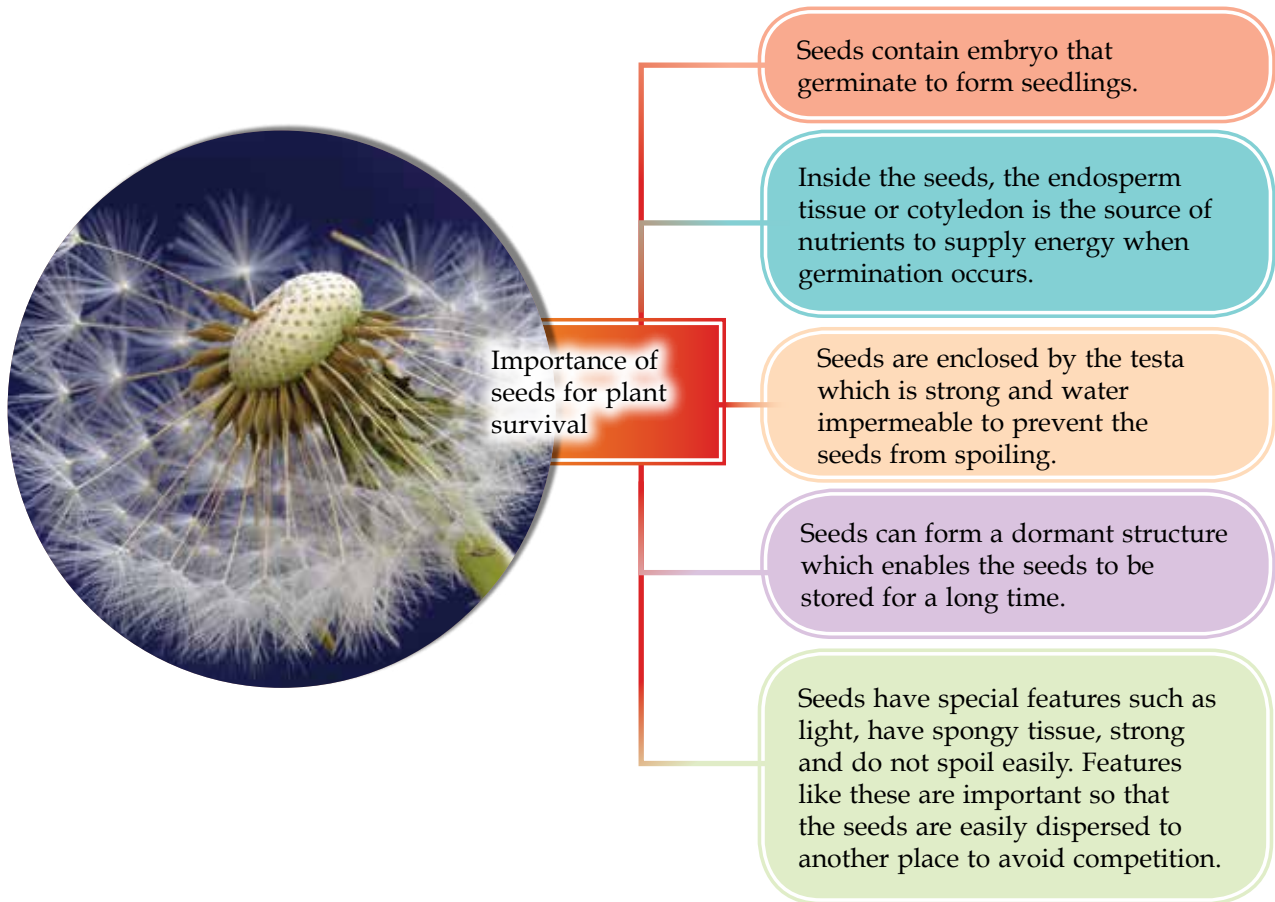 Importance of
seeds for plant
survival
Seeds contain embryo that
germinate to form seedlings.
Inside the seeds, the endosperm
tissue or cotyledon is the source of
nutrients to supply energy when
germination occurs.
Seeds are enclosed by the testa
which is strong and water
impermeable to prevent the
seeds from spoiling.
Seeds can form a dormant structure
which enables the seeds to be
stored for a long time.
Seeds have special features such as
light, have spongy tissue, strong
and do not spoil easily. Features
like these are important so that
the seeds are easily dispersed to
another place to avoid competition.